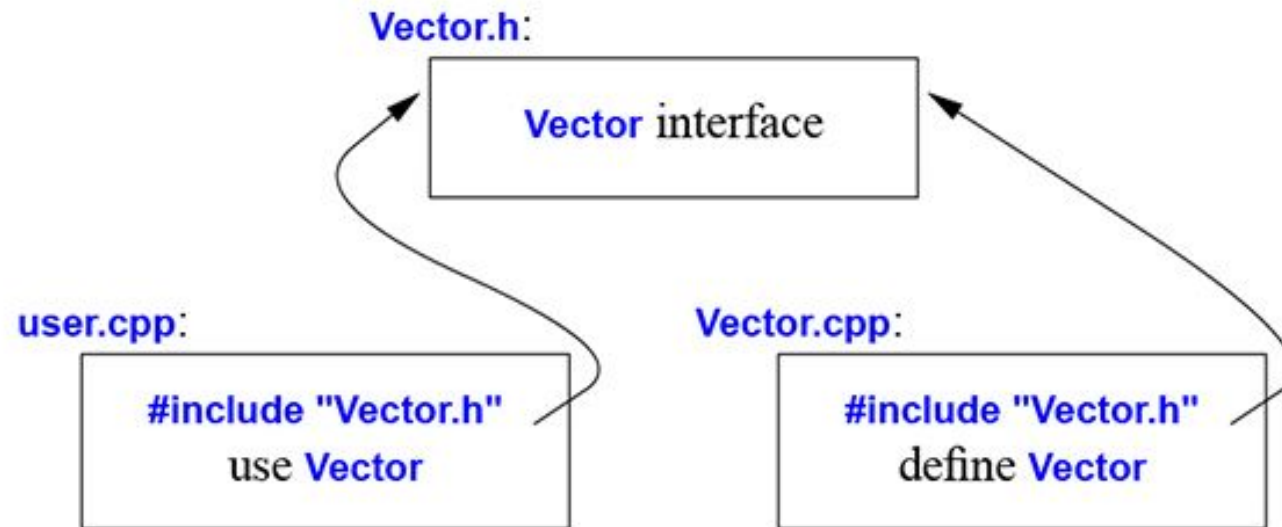 Vector.h:
Vector interface
user.cpp:
#include "Vector.h"
use Vector
Vector.cpp:
#include "Vector.h"
define Vector